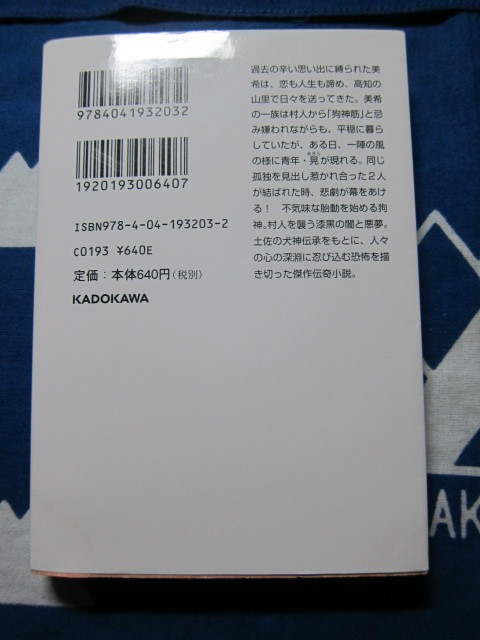 9784041932032
1920193006407
ISBN978-4-04-193203-2
C0193 ¥640E
定価：本体640円（税別）
KADOKAWA
過去の辛い思い出に縛られた美
希は、恋も人生も諦め、高知の
山里で日々を送ってきた。美希
の一族は村人から「狗神筋」と忌
み嫌われながらも、平穏に暮ら
していたが、ある日、一陣の風
の様に青年・晃が現れる。同じ
あきら
孤独を見出し惹かれ合った２人
が結ばれた時、悲劇が幕をあけ
る！　不気味な胎動を始める狗
神。村人を襲う漆黒の闇と悪夢。
土佐の犬神伝承をもとに、人々
の心の深淵に忍び込む恐怖を描
き切った傑作伝奇小説。
AK